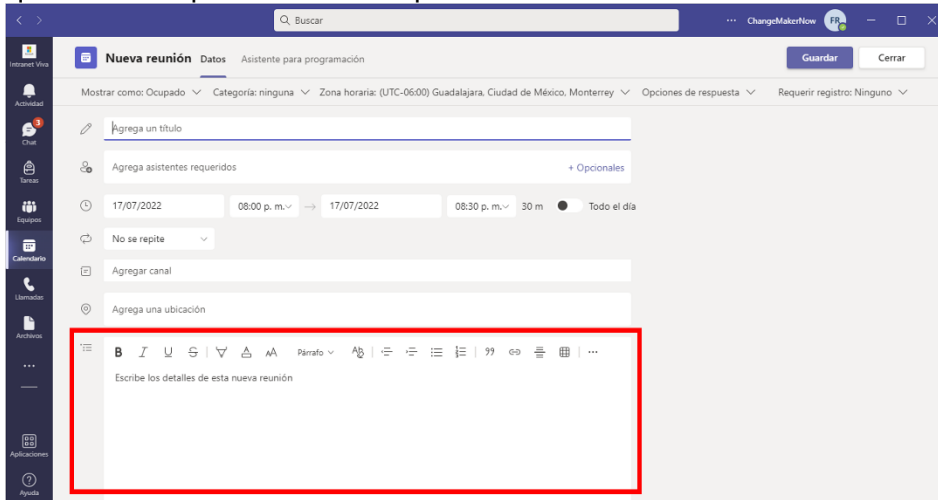 Buscar
ChangeMakerNow FR
Intranet Viva
Actividad
3
Chat
Tareas
Equipos
Calendario
Llamadas
Archivos
Aplicaciones
Ayuda
Nueva reunión Datos Asistente para programación Guardar Cerrar
Mostrar como: Ocupado Categoría: ninguna Zona horaria: (UTC-06:00) Guadalajara, Ciudad de México, Monterrey Opciones de respuesta Requerir registro: Ninguno
Agrega un título
Agrega asistentes requeridos + Opcionales
17/07/2022 08:00 p. m. → 17/07/2022 08:30 p. m. 30 m Todo el día
No se repite
Agregar canal
Agrega una ubicación
B I U S A AA Párrafo Ab 99
Escribe los detalles de esta nueva reunión